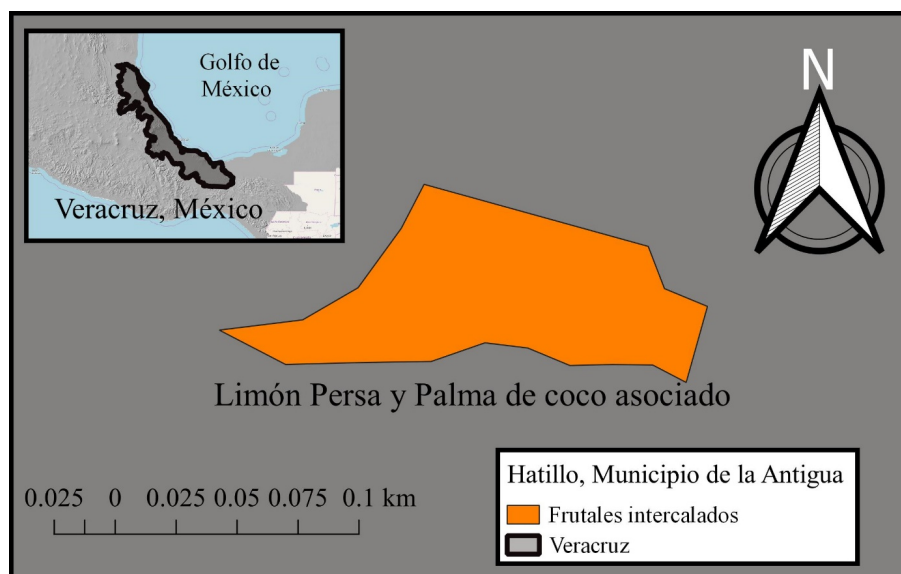 Golfo de
México
Veracruz, México
N
Limón Persa y Palma de coco asociado
0.025 0 0.025 0.05 0.075 0.1 km
Hatillo, Municipio de la Antigua
Frutales intercalados
Veracruz